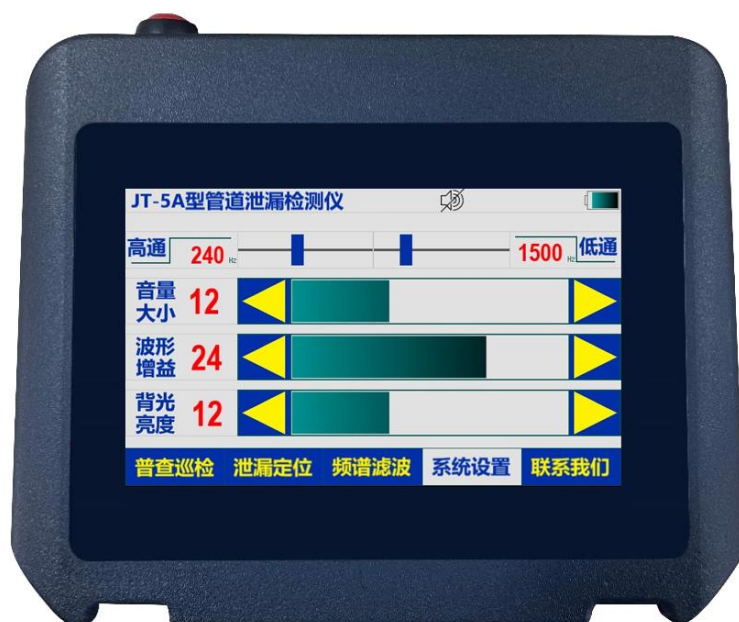 JT-5A型管道泄漏检测仪
高通 240 Hz 1500 Hz 低通
音量大小 12
波形增益 24
背光亮度 12
普查巡检 泄漏定位 频谱滤波 系统设置 联系我们